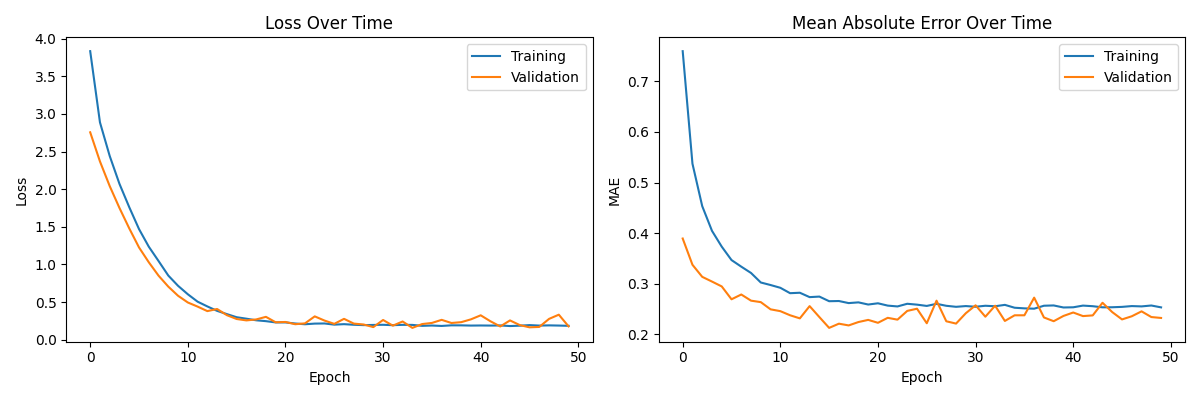 Loss Over Time
4.0
3.5
3.0
2.5
2.0
1.5
1.0
0.5
0.0
Loss
Training
Validation
0 10 20 30 40 50
Epoch
Mean Absolute Error Over Time
0.7
0.6
0.5
0.4
0.3
0.2
MAE
Training
Validation
0 10 20 30 40 50
Epoch